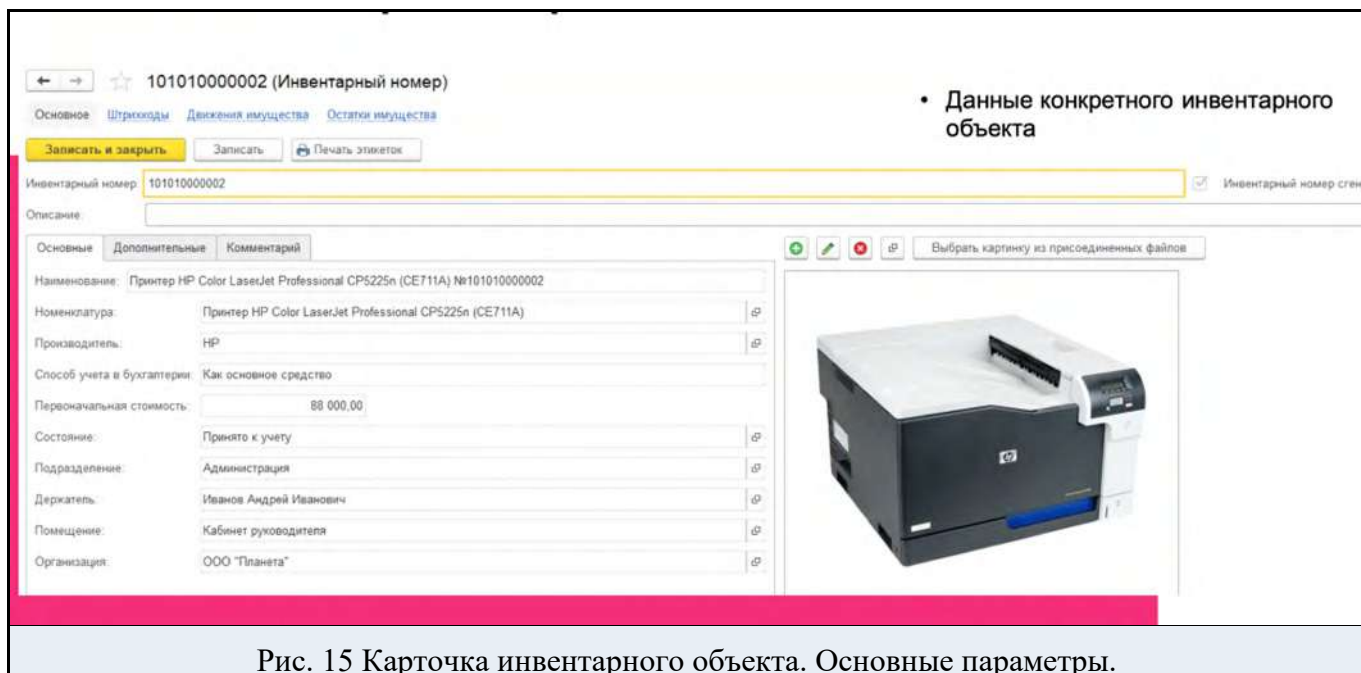 101010000002 (Инвентарный номер)
Основное Штрихкоды Движения имущества Остатки имущества
• Данные конкретного инвентарного
объекта
Записать и закрыть Записать Печать этикеток
Инвентарный номер 101010000002 Инвентарный номер сген
Описание:
Основные Дополнительные Комментарий
Выбрать картинку из присоединенных файлов
Наименование: Принтер HP Color LaserJet Professional CP5225n (CE711A) №101010000002
Номенклатура: Принтер HP Color LaserJet Professional CP5225n (CE711A)
Производитель: HP
Способ учета в бухгалтерии: Как основное средство
Первоначальная стоимость: 88 000,00
Состояние: Принято к учету
Подразделение: Администрация
Держатель: Иванов Андрей Иванович
Помещение: Кабинет руководителя
Организация: ООО "Планета"
hp
Рис. 15 Карточка инвентарного объекта. Основные параметры.